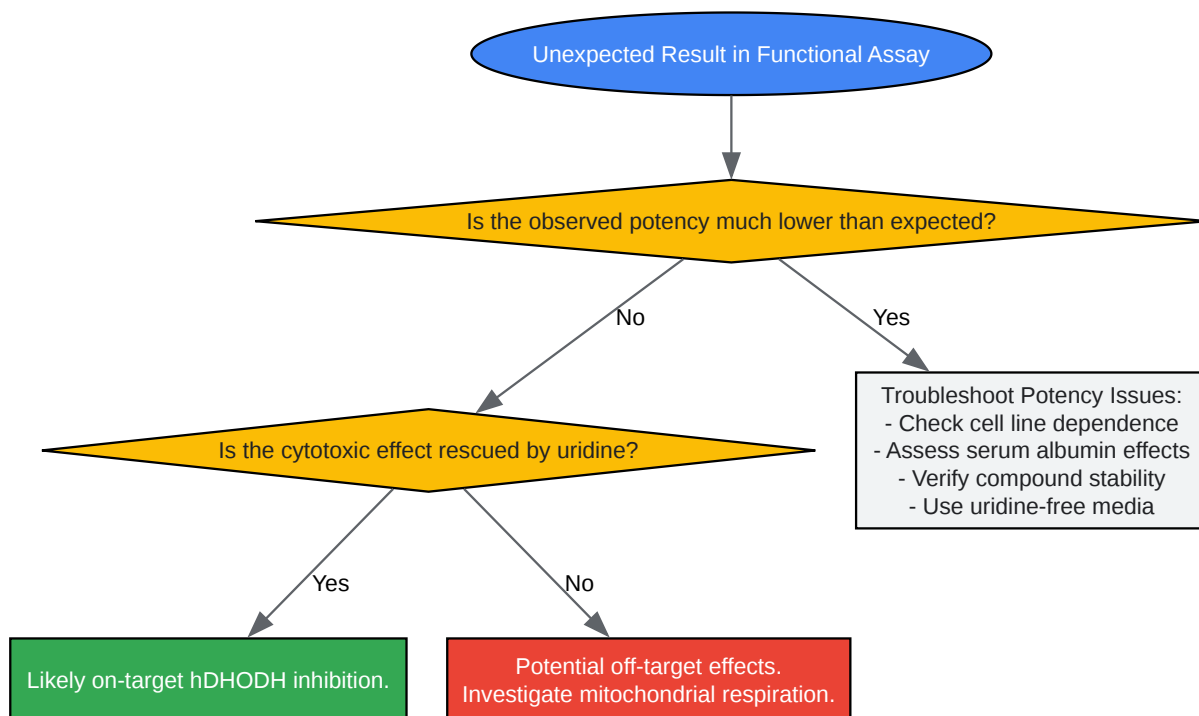 Unexpected Result in Functional Assay
Is the observed potency much lower than expected?
No
Yes
Troubleshoot Potency Issues:
- Check cell line dependence
- Assess serum albumin effects
- Verify compound stability
- Use uridine-free media
Is the cytotoxic effect rescued by uridine?
Yes
No
Likely on-target hDHODH inhibition.
Potential off-target effects.
Investigate mitochondrial respiration.